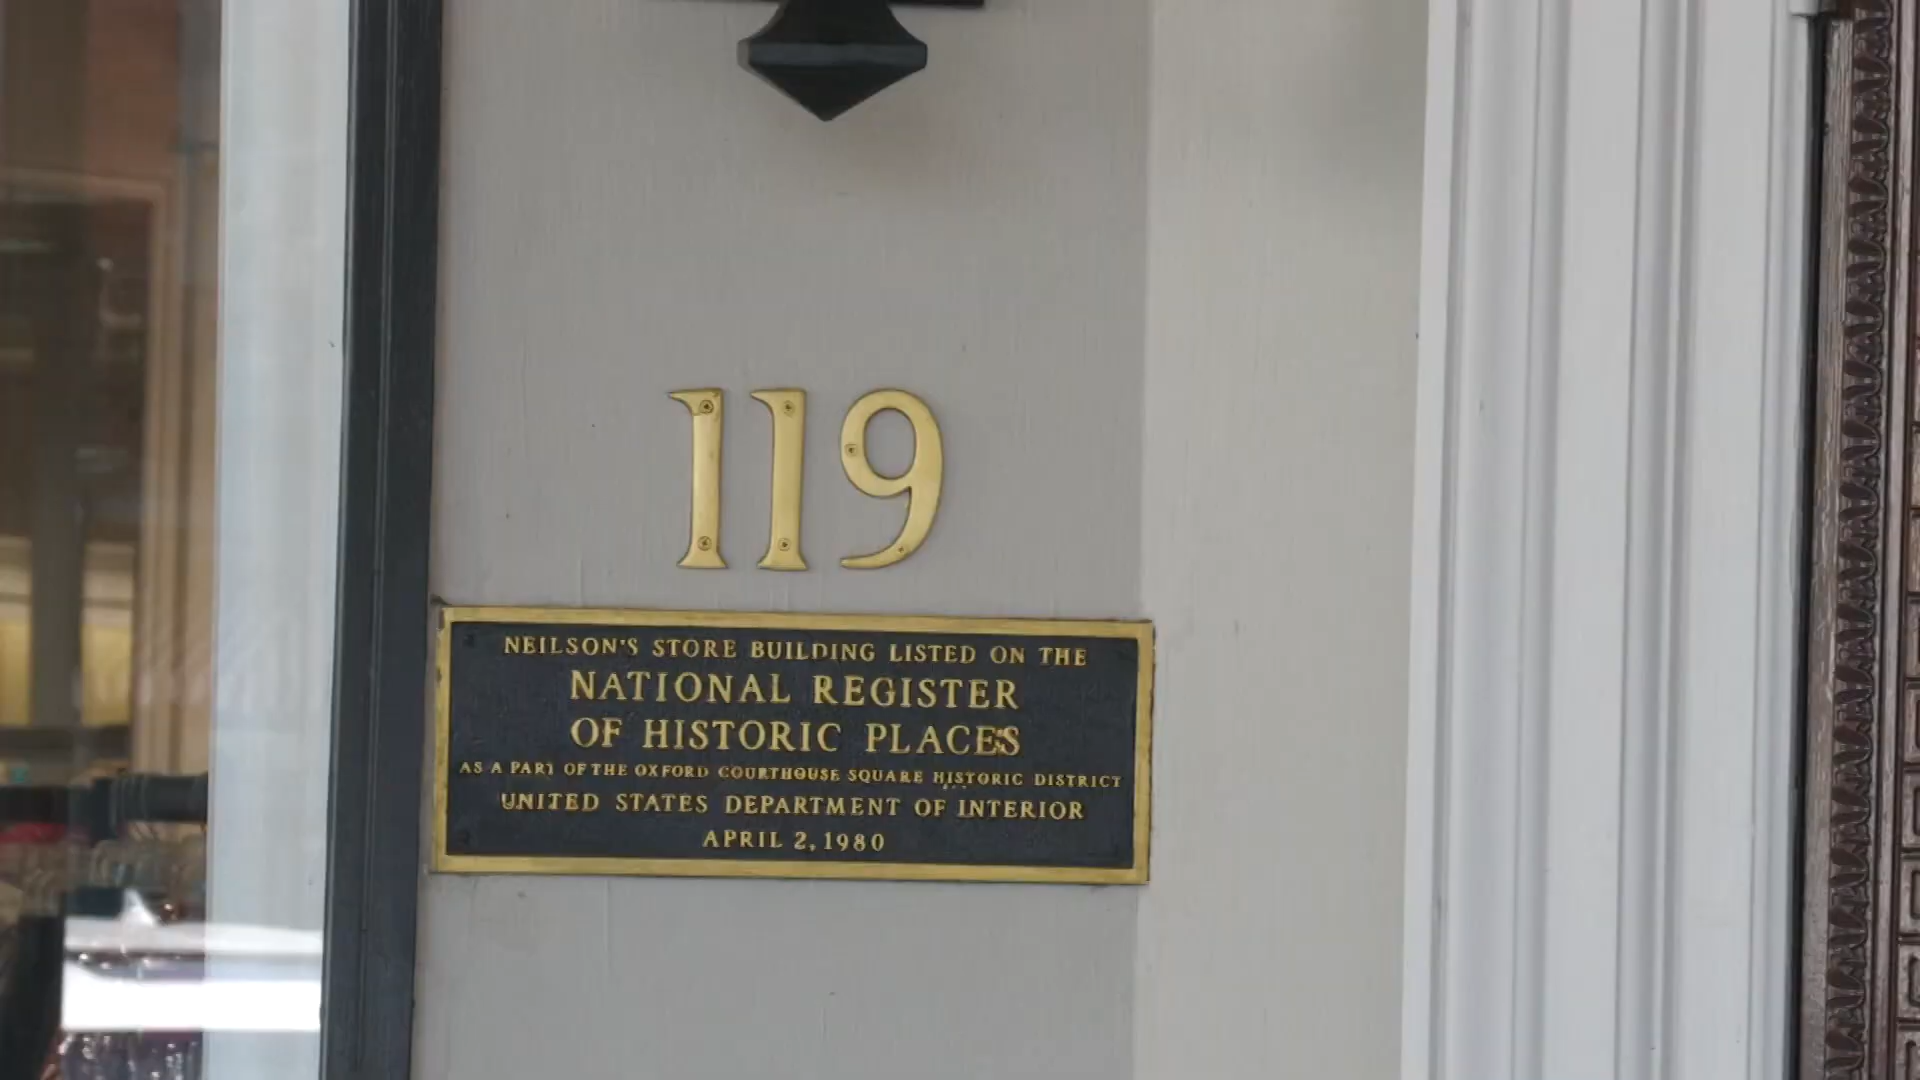 119
NEILSON'S STORE BUILDING LISTED ON THE
NATIONAL REGISTER
OF HISTORIC PLACES
AS A PART OF THE OXFORD COURTHOUSE SQUARE HISTORIC DISTRICT
UNITED STATES DEPARTMENT OF INTERIOR
APRIL 2, 1980